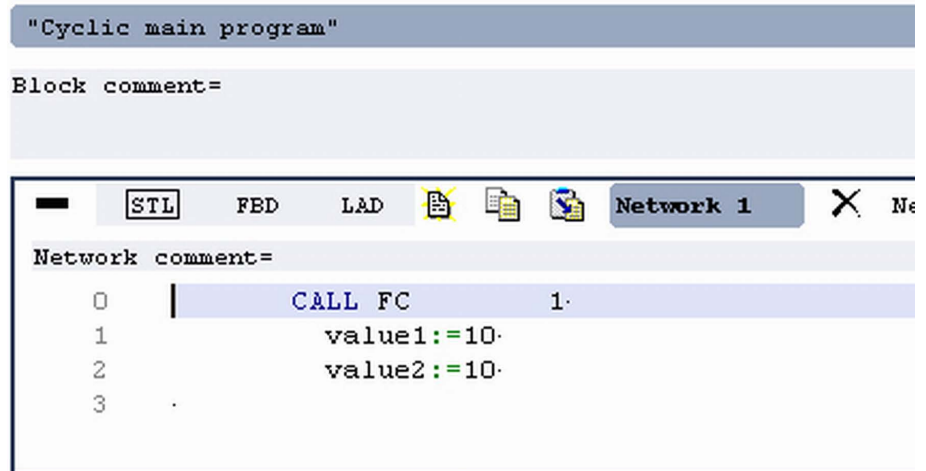 "Cyclic main program"
Block comment=
STL FBD LAD Network 1
Network comment=
0 CALL FC 1
1 value1:=10
2 value2:=10
3